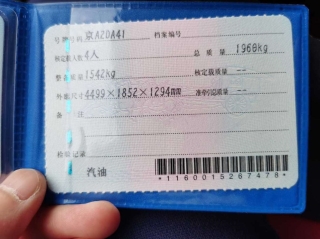 号牌号码 京A20A41 档案编号
核定载人数 4人 总质量 1968kg
整备质量 1542kg 核定载质量 --
外廓尺寸 4499×1852×1294mm 准牵引总质量 --
备注
检验记录
汽油
*1160015267478*